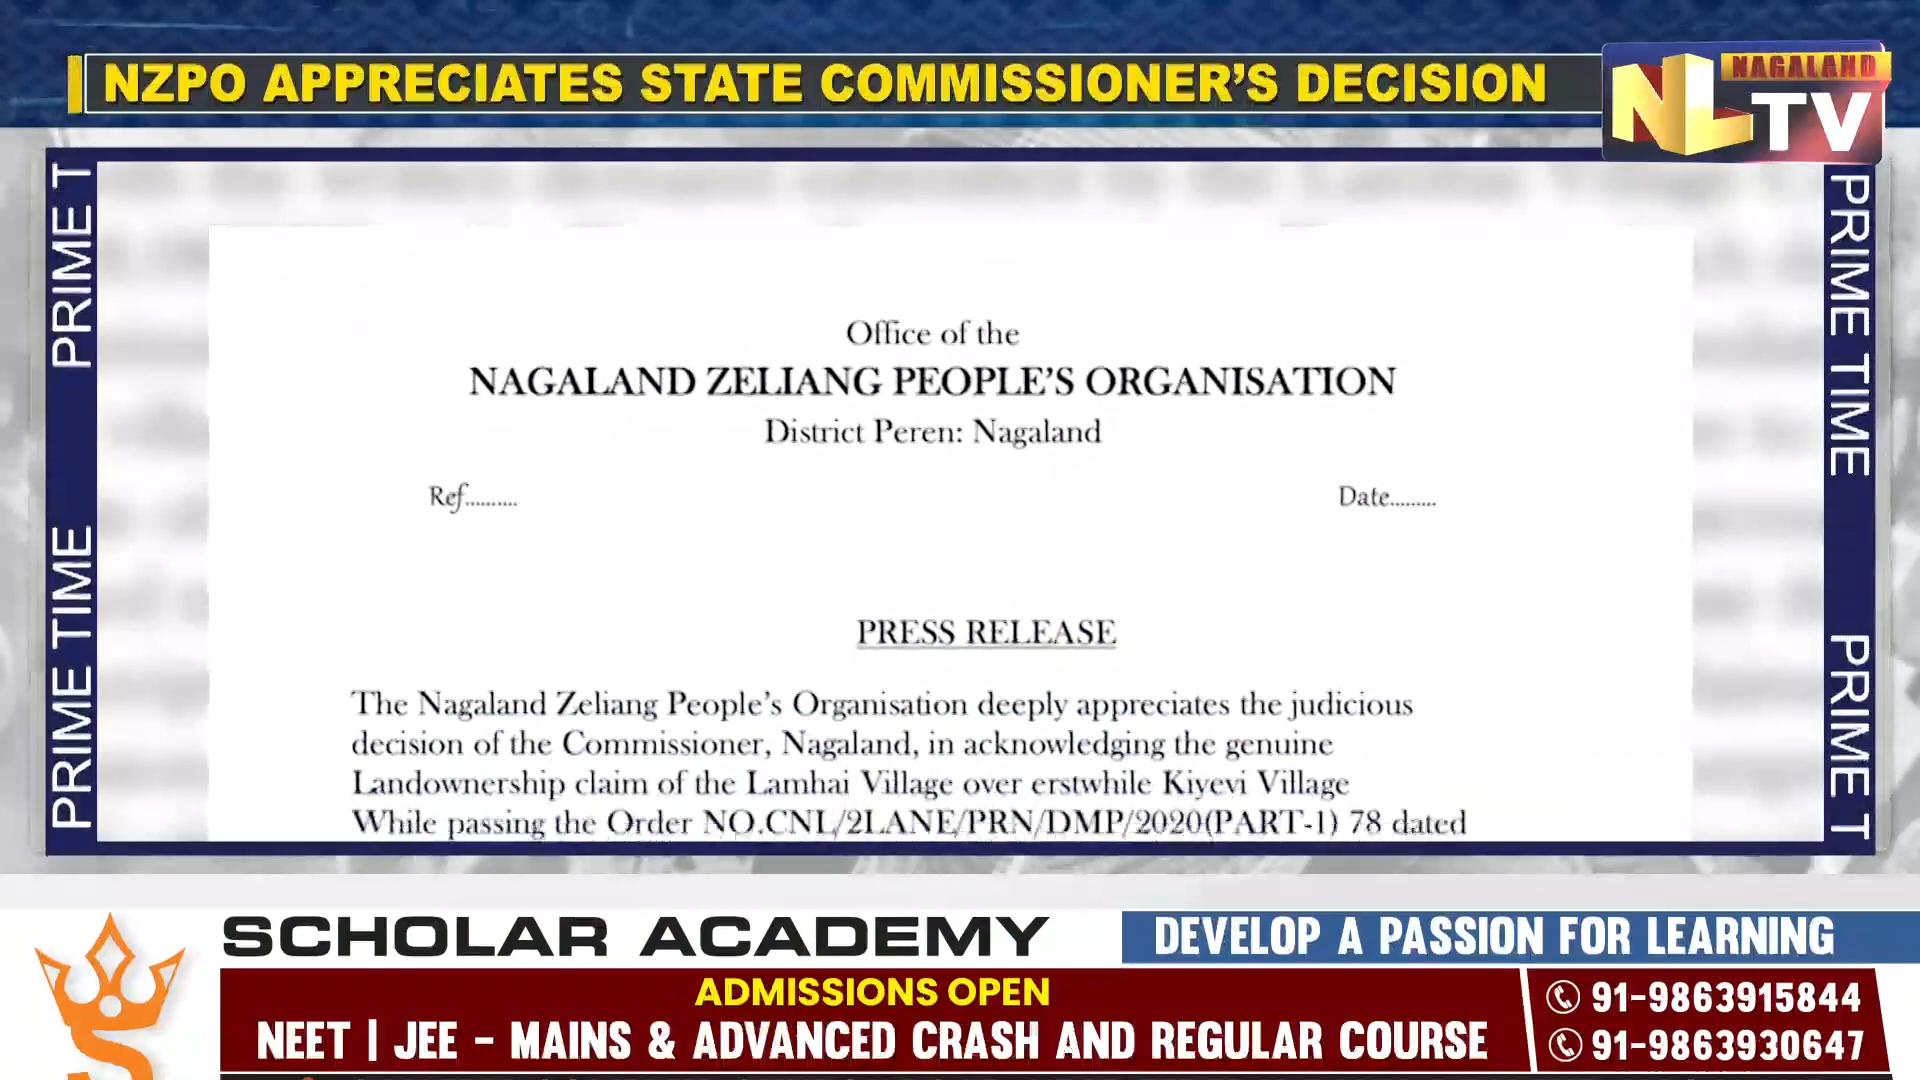 NZPO APPRECIATES STATE COMMISSIONER'S DECISION
NAGALAND
NL TV
PRIME T
PRIME TIME
PRIME TIME
PRIME T
Office of the
NAGALAND ZELIANG PEOPLE'S ORGANISATION
District Peren: Nagaland
Ref..........
Date.........
PRESS RELEASE
The Nagaland Zeliang People's Organisation deeply appreciates the judicious
decision of the Commissioner, Nagaland, in acknowledging the genuine
Landownership claim of the Lamhai Village over erstwhile Kiyevi Village
While passing the Order NO.CNL/2LANE/PRN/DMP/2020(PART-1) 78 dated
SCHOLAR ACADEMY
DEVELOP A PASSION FOR LEARNING
ADMISSIONS OPEN
NEET | JEE - MAINS & ADVANCED CRASH AND REGULAR COURSE
91-9863915844
91-9863930647